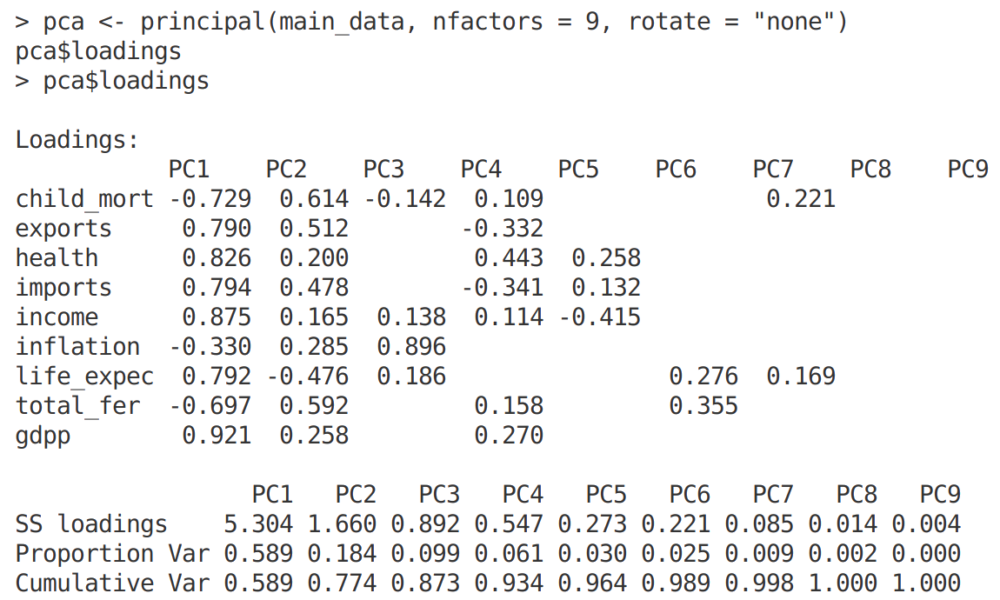 > pca <- principal(main_data, nfactors = 9, rotate = "none")
pca$loadings
> pca$loadings

Loadings:
           PC1    PC2    PC3    PC4    PC5    PC6    PC7    PC8    PC9
child_mort -0.729  0.614 -0.142  0.109                0.221
exports     0.790  0.512        -0.332
health      0.826  0.200         0.443  0.258
imports     0.794  0.478        -0.341  0.132
income      0.875  0.165  0.138  0.114 -0.415
inflation  -0.330  0.285  0.896
life_expec  0.792 -0.476  0.186                0.276  0.169
total_fer  -0.697  0.592         0.158         0.355
gdpp        0.921  0.258         0.270

                 PC1   PC2   PC3   PC4   PC5   PC6   PC7   PC8   PC9
SS loadings    5.304 1.660 0.892 0.547 0.273 0.221 0.085 0.014 0.004
Proportion Var 0.589 0.184 0.099 0.061 0.030 0.025 0.009 0.002 0.000
Cumulative Var 0.589 0.774 0.873 0.934 0.964 0.989 0.998 1.000 1.000